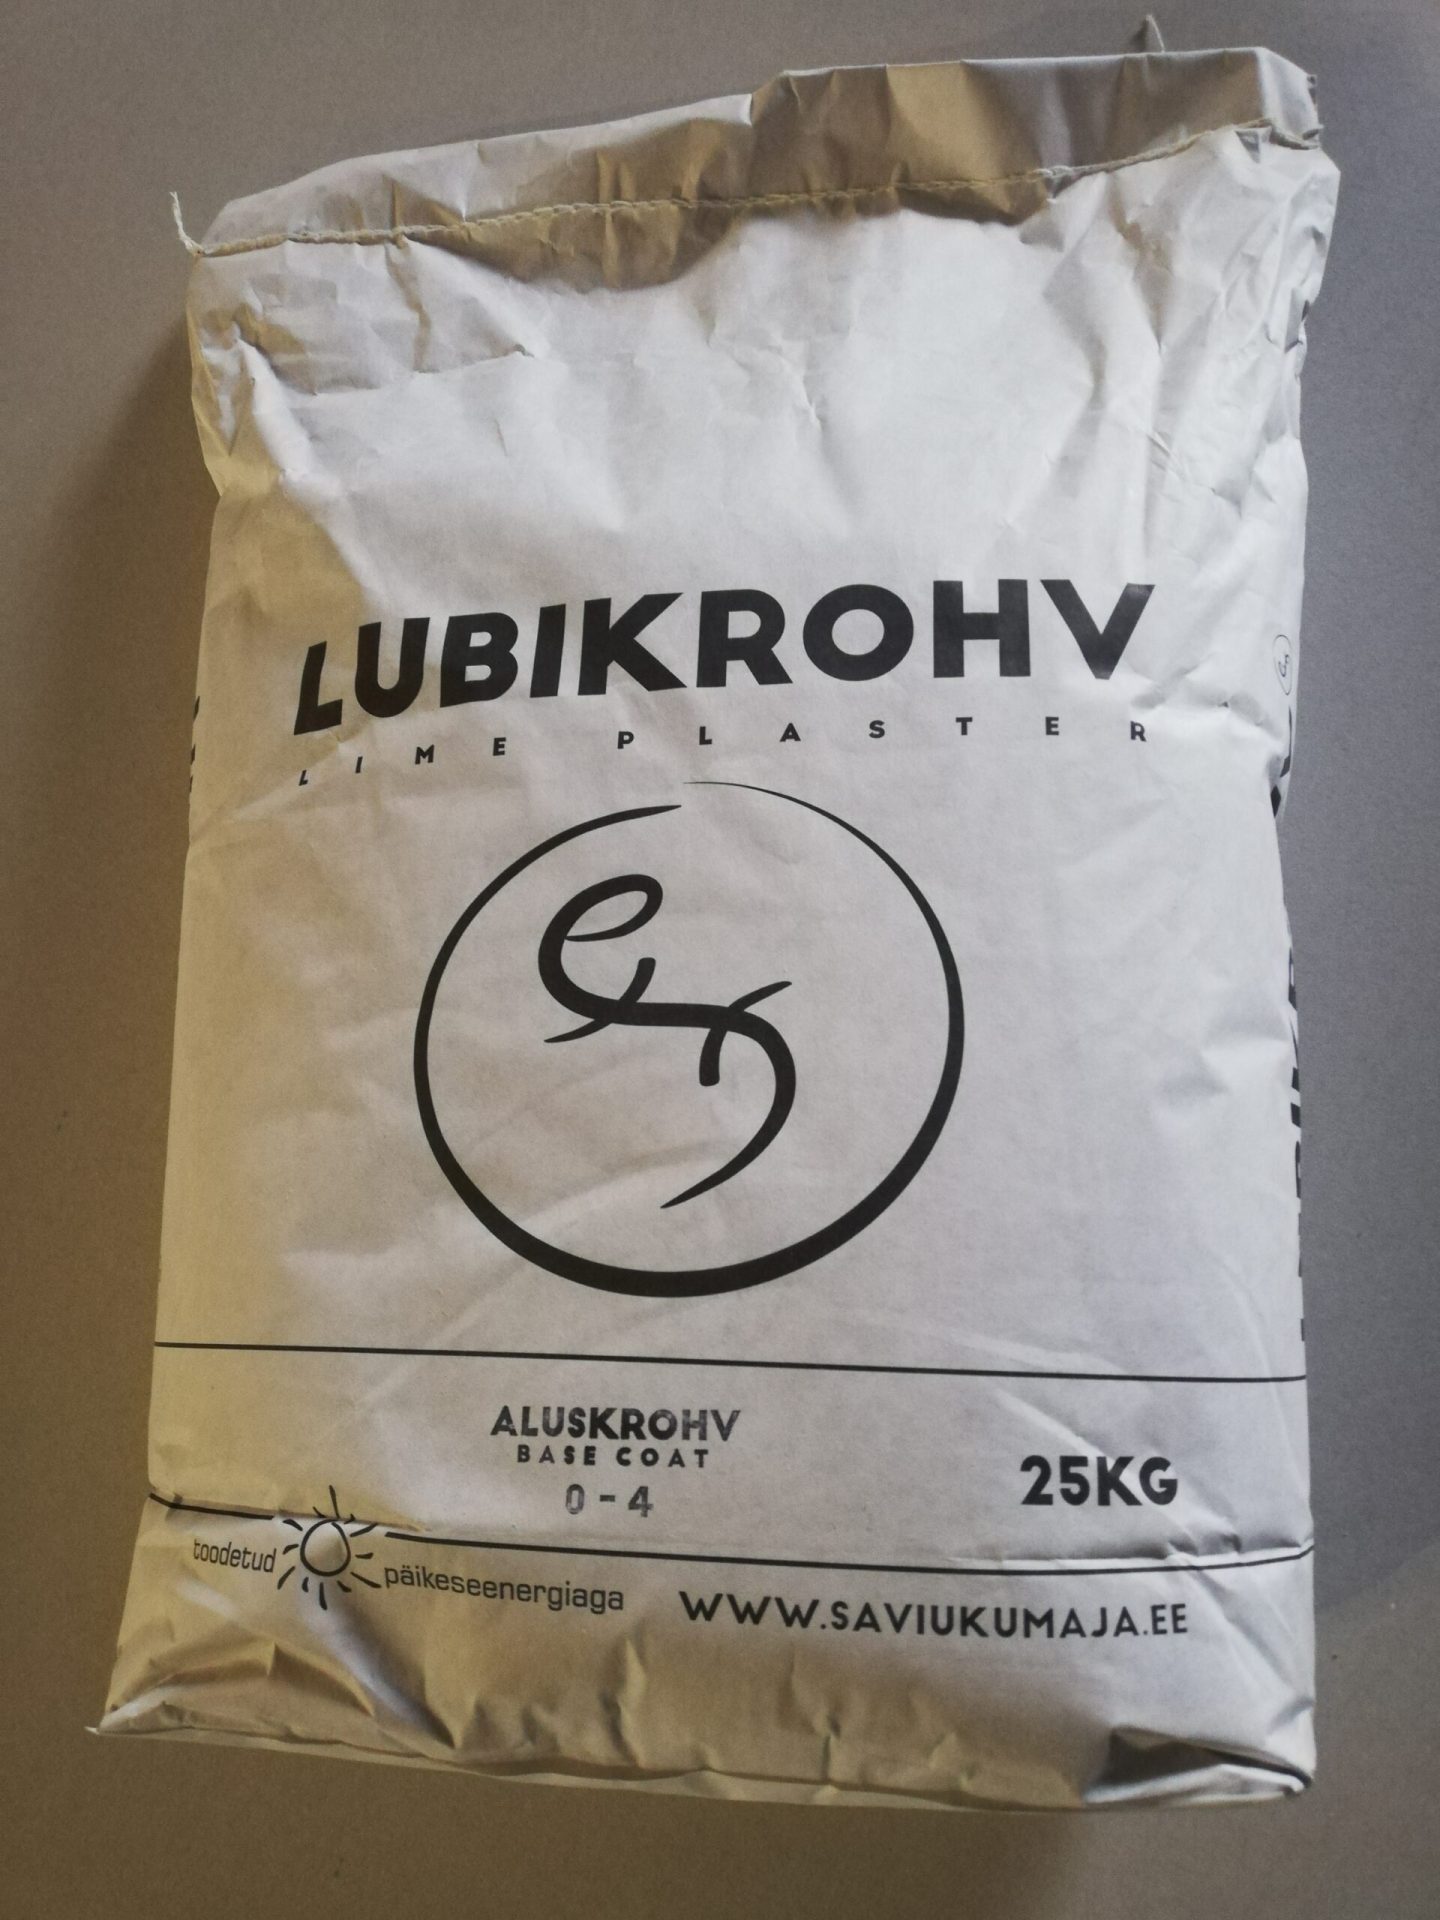 LUBIKROHV
LIME PLASTER
ALUSKROHV
BASE COAT
0-4
25KG
toodetud päikeseenergiaga
WWW.SAVIUKUMAJA.EE